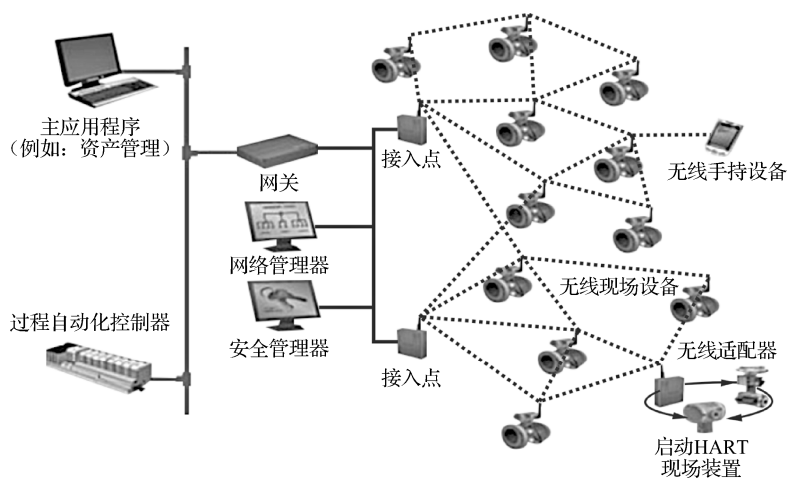 主应用程序
（例如：资产管理）
网关
接入点
无线手持设备
网络管理器
无线现场设备
过程自动化控制器
安全管理器
接入点
无线适配器
启动HART
现场装置